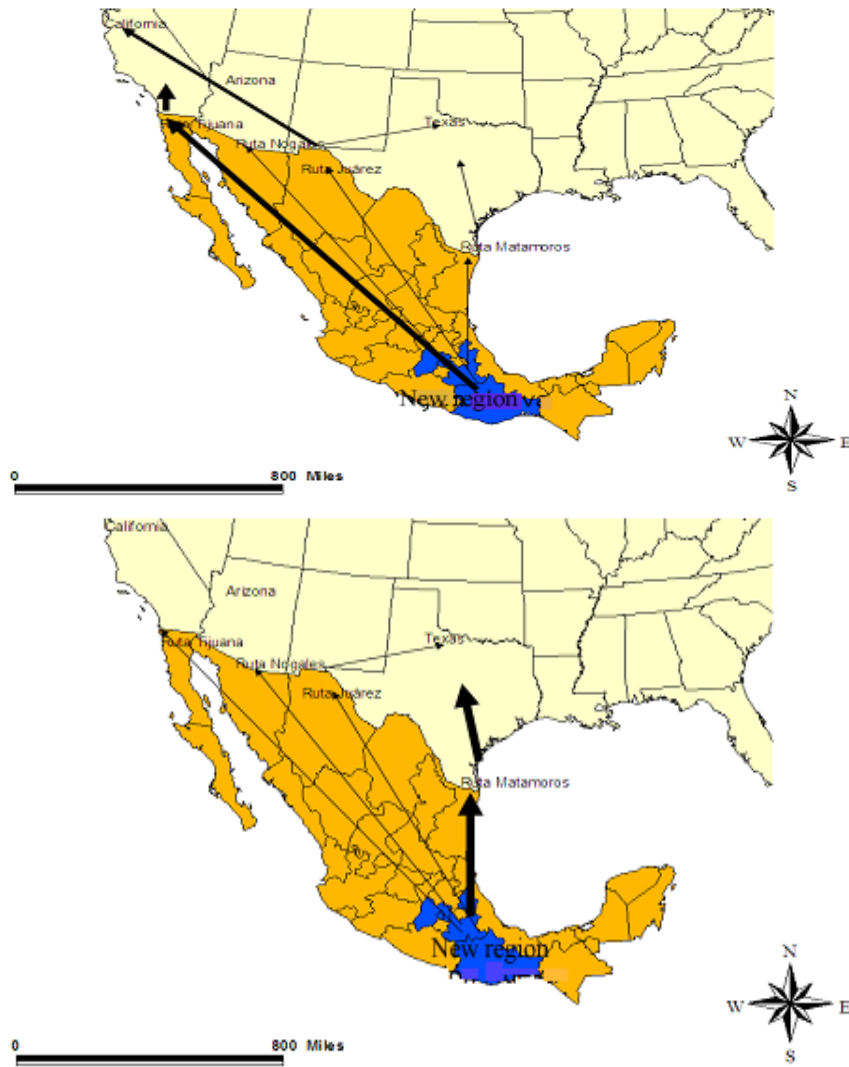 California
Arizona
Texas
Ruta Tijuana
Ruta Nogales
Ruta Juárez
Ruta Matamoros
New region
N
W E
S
0 800 Miles
California
Arizona
Texas
Ruta Tijuana
Ruta Nogales
Ruta Juárez
Ruta Matamoros
New region
N
W E
S
0 800 Miles